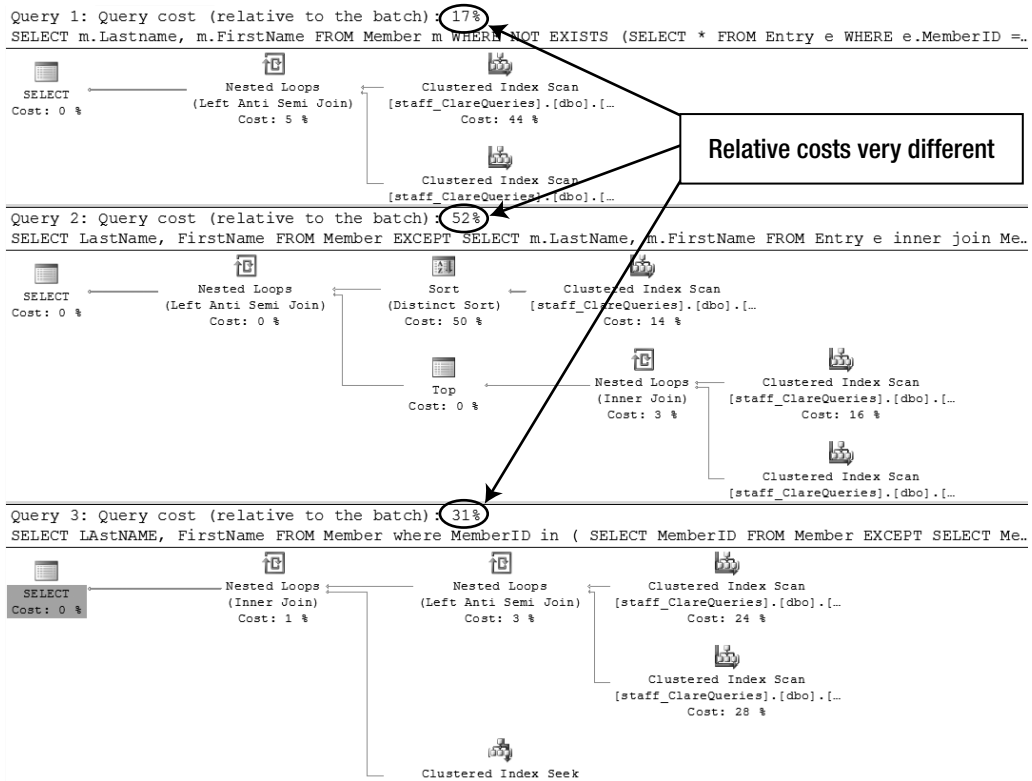 Query 1: Query cost (relative to the batch): 17%
SELECT m.Lastname, m.FirstName FROM Member m WHERE NOT EXISTS (SELECT * FROM Entry e WHERE e.MemberID =…
SELECT
Cost: 0 %
Nested Loops
(Left Anti Semi Join)
Cost: 5 %
Clustered Index Scan
[staff_ClareQueries].[dbo].[…
Cost: 44 %
Clustered Index Scan
[staff_ClareQueries].[dbo].[…
Relative costs very different
Query 2: Query cost (relative to the batch): 52%
SELECT LastName, FirstName FROM Member EXCEPT SELECT m.LastName, m.FirstName FROM Entry e inner join Me…
SELECT
Cost: 0 %
Nested Loops
(Left Anti Semi Join)
Cost: 0 %
Sort
(Distinct Sort)
Cost: 50 %
Clustered Index Scan
[staff_ClareQueries].[dbo].[…
Cost: 14 %
Top
Cost: 0 %
Nested Loops
(Inner Join)
Cost: 3 %
Clustered Index Scan
[staff_ClareQueries].[dbo].[…
Cost: 16 %
Clustered Index Scan
[staff_ClareQueries].[dbo].[…
Query 3: Query cost (relative to the batch): 31%
SELECT LAstNAME, FirstName FROM Member where MemberID in ( SELECT MemberID FROM Member EXCEPT SELECT Me…
SELECT
Cost: 0 %
Nested Loops
(Inner Join)
Cost: 1 %
Nested Loops
(Left Anti Semi Join)
Cost: 3 %
Clustered Index Scan
[staff_ClareQueries].[dbo].[…
Cost: 24 %
Clustered Index Scan
[staff_ClareQueries].[dbo].[…
Cost: 28 %
Clustered Index Seek